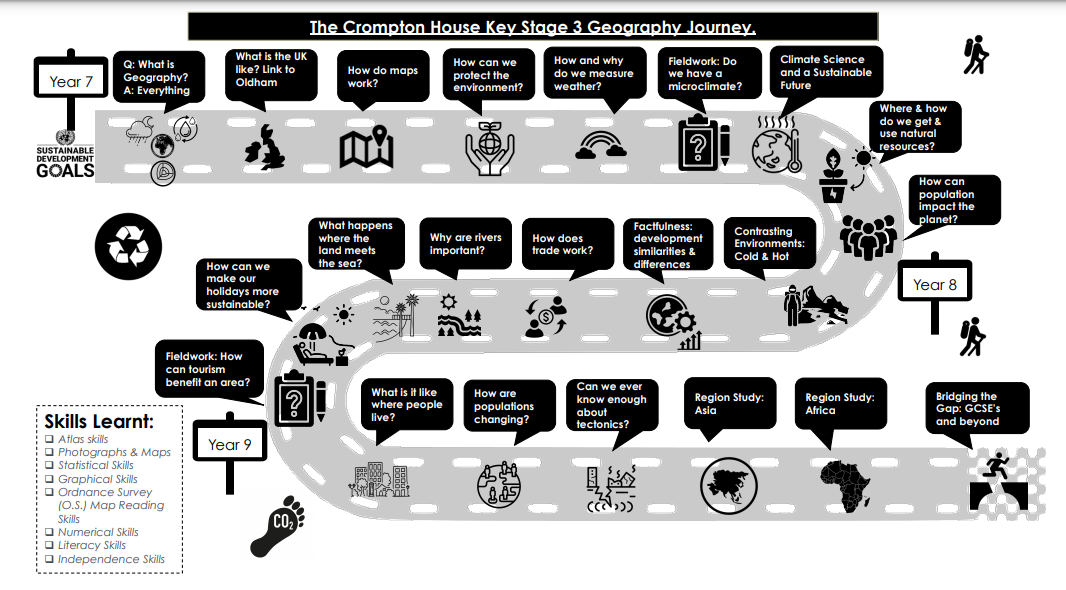 The Crompton House Key Stage 3 Geography Journey.
Year 7
Q: What is
Geography?
A: Everything
What is the UK
like? Link to
Oldham
How do maps
work?
How can we
protect the
environment?
How and why
do we measure
weather?
Fieldwork: Do
we have a
microclimate?
Climate Science
and a Sustainable
Future
Where & how
do we get &
use natural
resources?
SUSTAINABLE
DEVELOPMENT
GOALS
?
How can
population
impact the
planet?
Year 8
Contrasting
Environments:
Cold & Hot
Factfulness:
development
similarities &
differences
How does
trade work?
$
Why are rivers
important?
What happens
where the
land meets
the sea?
How can we
make our
holidays more
sustainable?
Fieldwork: How
can tourism
benefit an area?
?
Year 9
What is it like
where people
live?
How are
populations
changing?
Can we ever
know enough
about
tectonics?
Region Study:
Asia
Region Study:
Africa
Bridging the
Gap: GCSE's
and beyond
Skills Learnt:
Atlas skills
Photographs & Maps
Statistical Skills
Graphical Skills
Ordnance Survey
(O.S.) Map Reading
Skills
Numerical Skills
Literacy Skills
Independence Skills
CO2